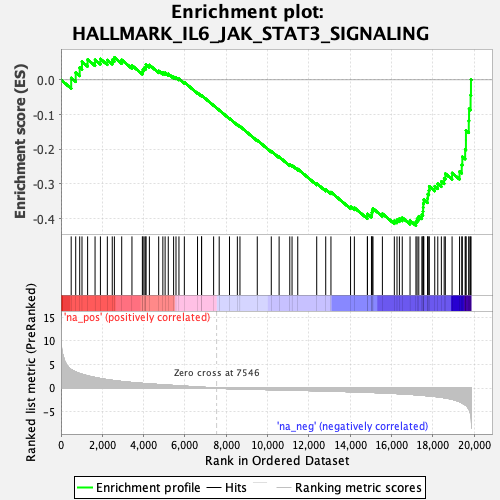 Enrichment plot:
HALLMARK_IL6_JAK_STAT3_SIGNALING
Enrichment score (ES)
0.0
-0.1
-0.2
-0.3
-0.4
'na_pos' (positively correlated)
Ranked list metric (PreRanked)
15
10
5
0
-5
Zero cross at 7546
'na_neg' (negatively correlated)
0
2,000
4,000
6,000
8,000
10,000
12,000
14,000
16,000
18,000
20,000
Rank in Ordered Dataset
Enrichment profile
Hits
Ranking metric scores